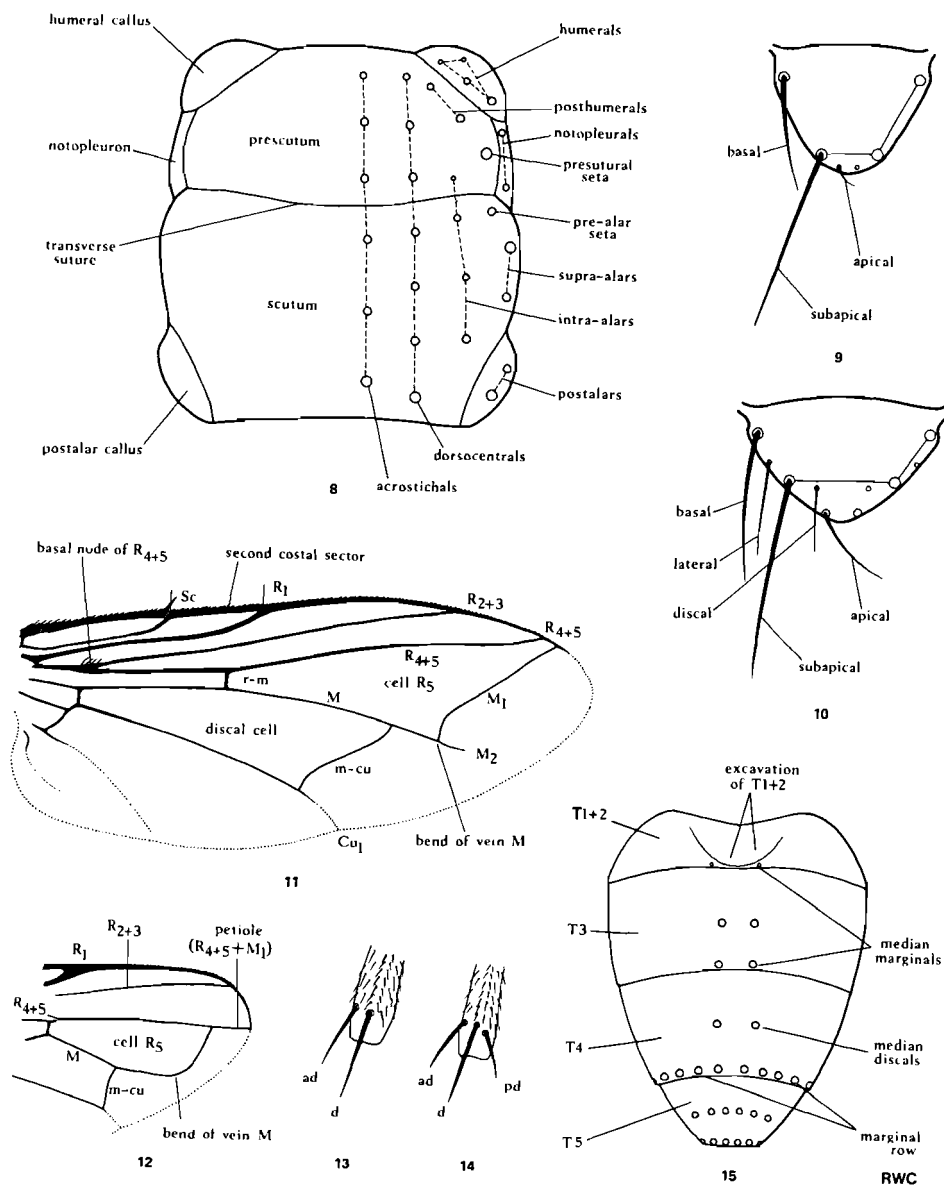 humeral callus
notopleuron
prescutum
transverse
suture
scutum
postalar callus
humerals
posthumerals
notopleurals
presutural
seta
pre-alar
seta
supra-alars
intra-alars
postalars
dorsocentrals
acrostichals
8
basal
apical
subapical
9
basal
lateral
discal
apical
subapical
10
basal node of R4+5
second costal sector
Sc
R1
R2+3
R4+5
R4+5
cell R5
r-m
M
M1
discal cell
m-cu
M2
Cu1
bend of vein M
11
R1
R2+3
petiole
(R4+5+M1)
R4+5
cell R5
M
m-cu
bend of vein M
12
ad
d
13
ad
d
pd
14
excavation
of T1+2
T1+2
T3
median
marginals
T4
median
discals
T5
marginal
row
15
RWC